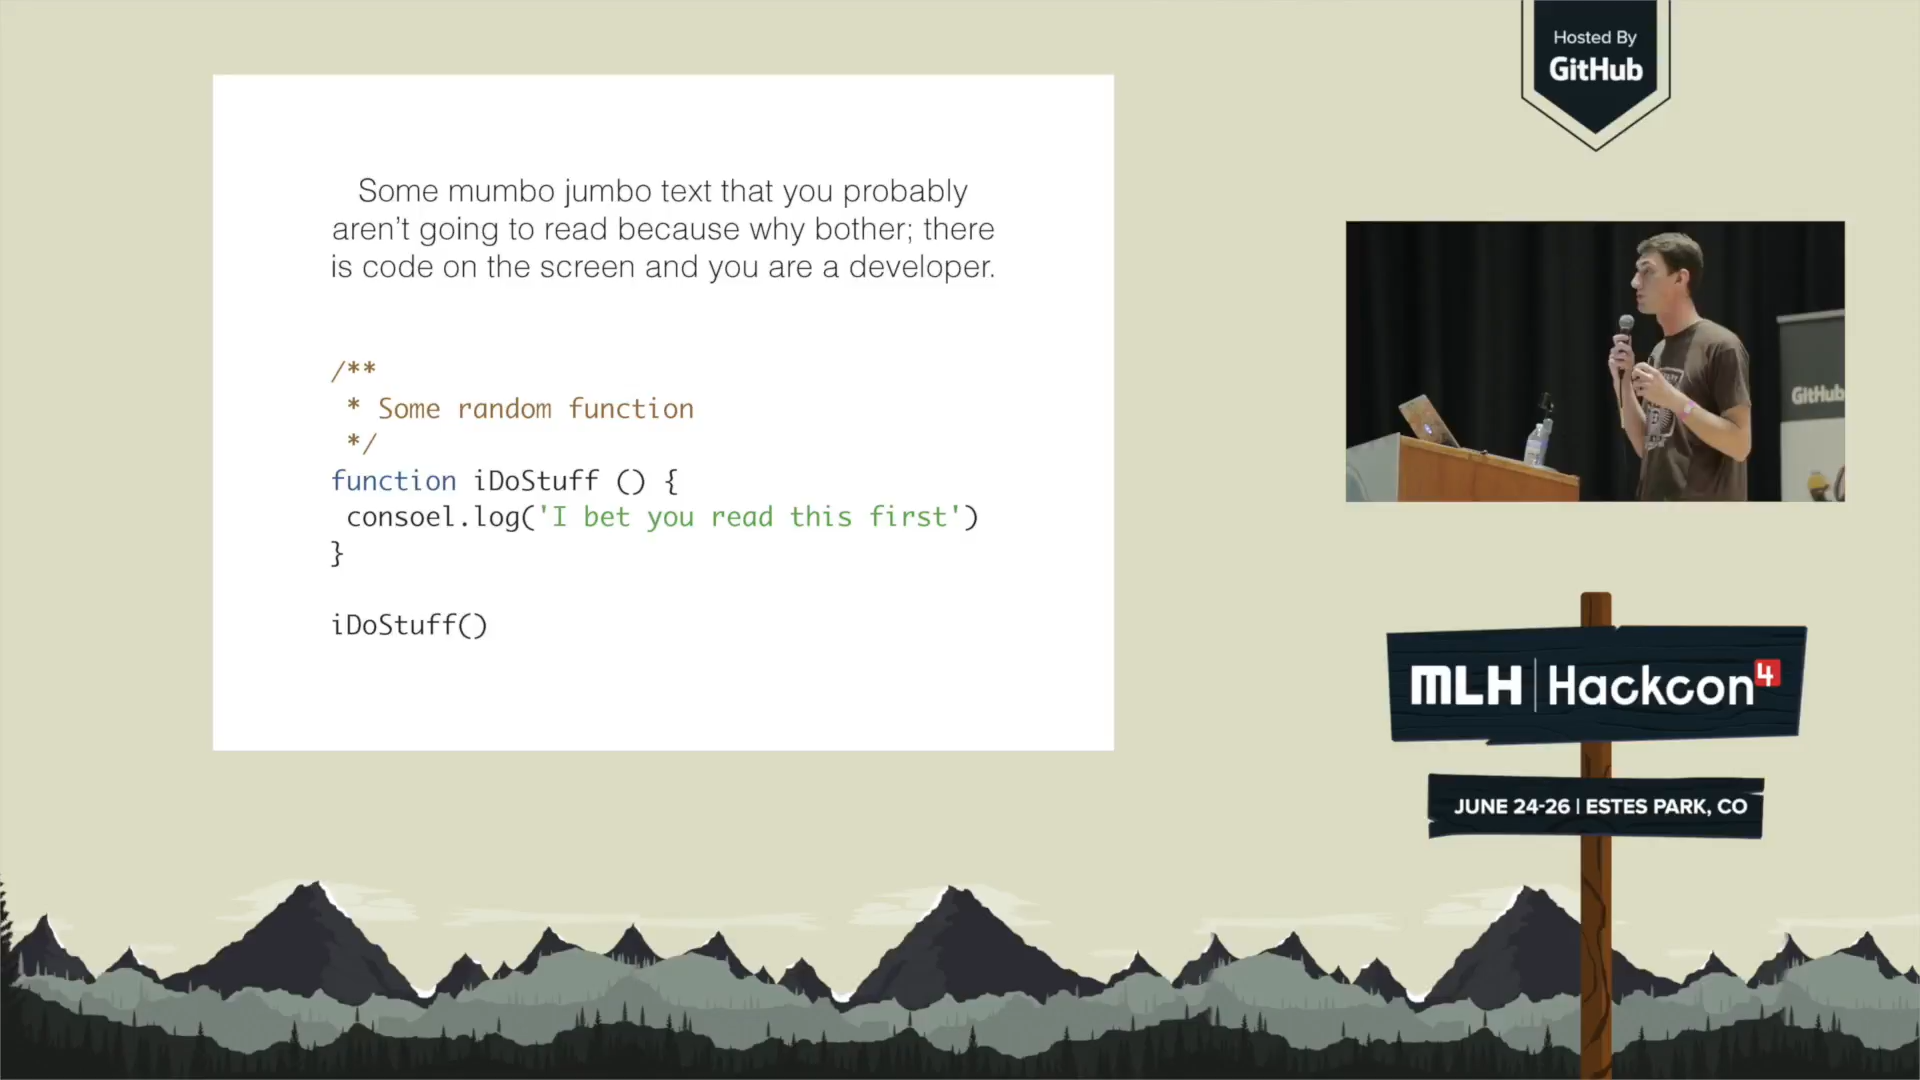 Hosted By
GitHub
Some mumbo jumbo text that you probably
aren't going to read because why bother; there
is code on the screen and you are a developer.
/**
 * Some random function
 */
function iDoStuff () {
 consoel.log('I bet you read this first')
}
iDoStuff()
GitHub
MLH | Hackcon 4
JUNE 24-26 | ESTES PARK, CO